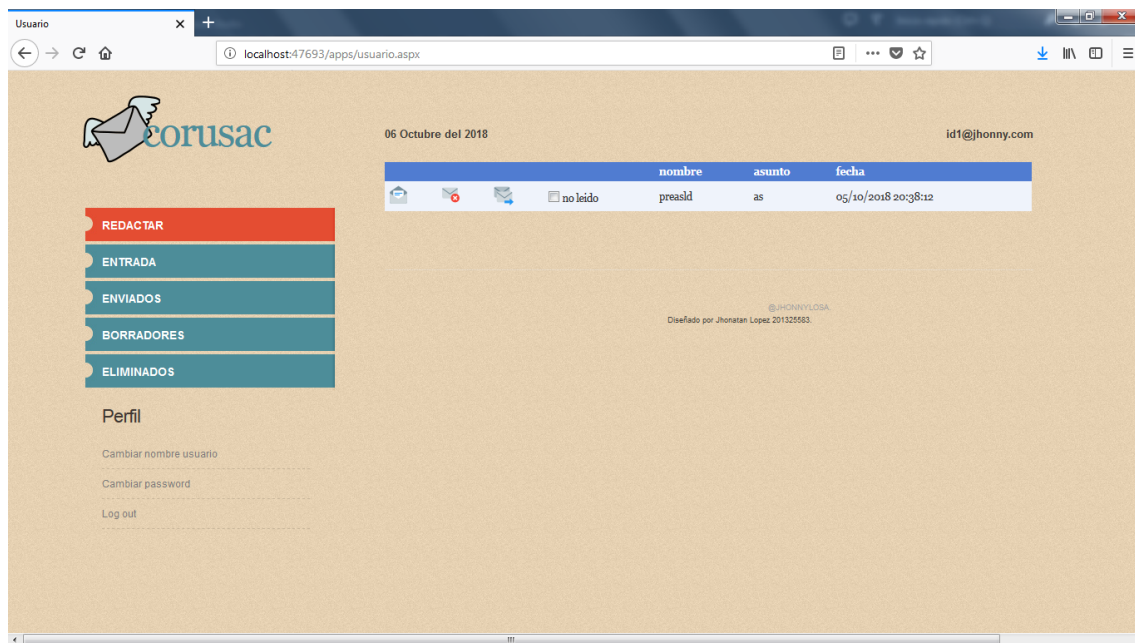 Usuario
localhost:47693/apps/usuario.aspx
corusac
06 Octubre del 2018
id1@jhonny.com
nombre asunto fecha
no leido preasld as 05/10/2018 20:38:12
REDACTAR
ENTRADA
ENVIADOS
BORRADORES
ELIMINADOS
@JHONNYLOSA.
Diseñado por Jhonatan Lopez 201325583.
Perfil
Cambiar nombre usuario
Cambiar password
Log out